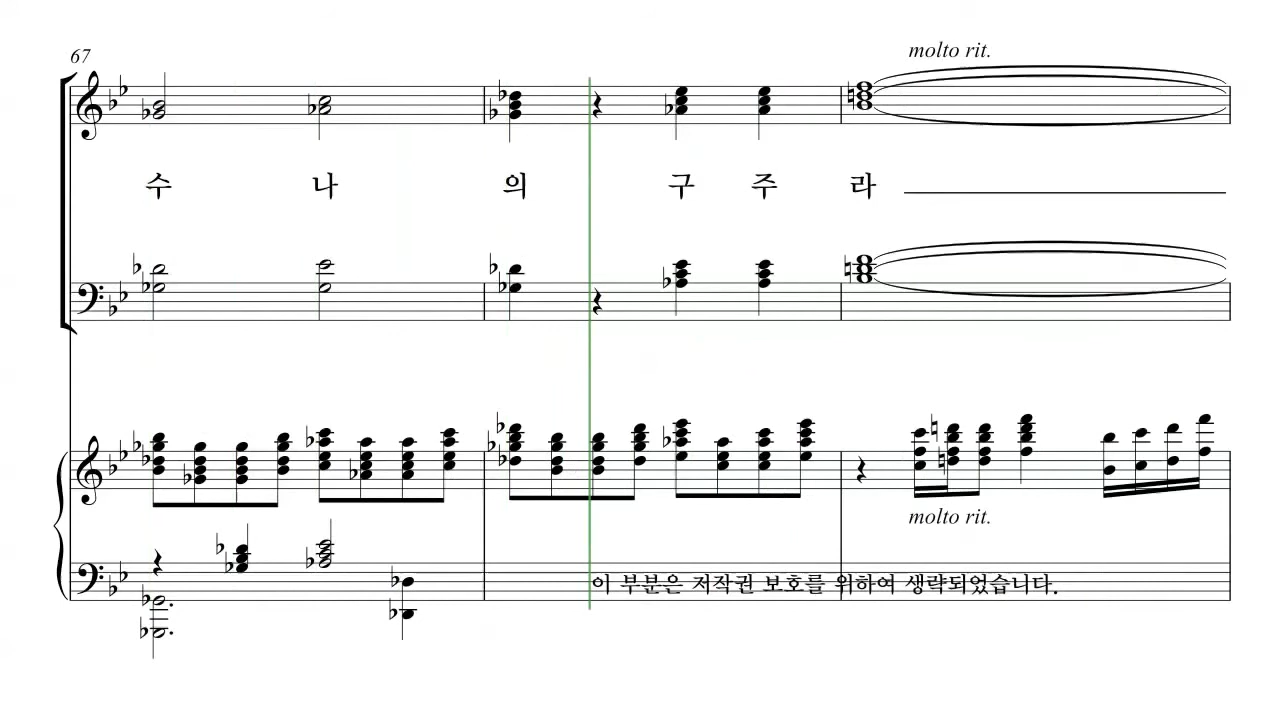 67
molto rit.
수 나 의 구 주 라
molto rit.
이 부분은 저작권 보호를 위하여 생략되었습니다.